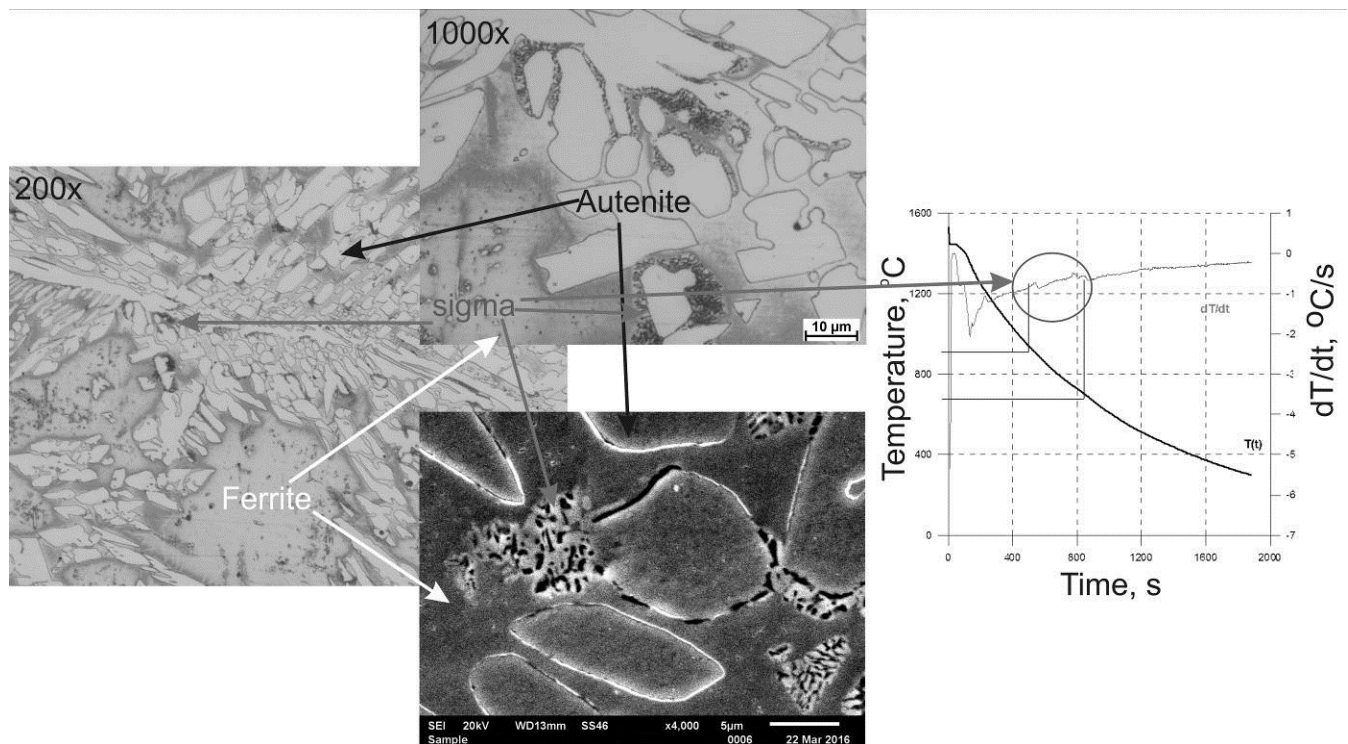 1000x
200x
Autenite
sigma
Ferrite
10 µm
SEI 20kV WD13mm SS46 x4,000 5µm
Sample 0006 22 Mar 2016
Temperature, °C
1600
1200
800
400
0
1
0
-1
-2
-3
-4
-5
-6
-7
dT/dt, °C/s
dT/dt
T(t)
0 400 800 1200 1600 2000
Time, s